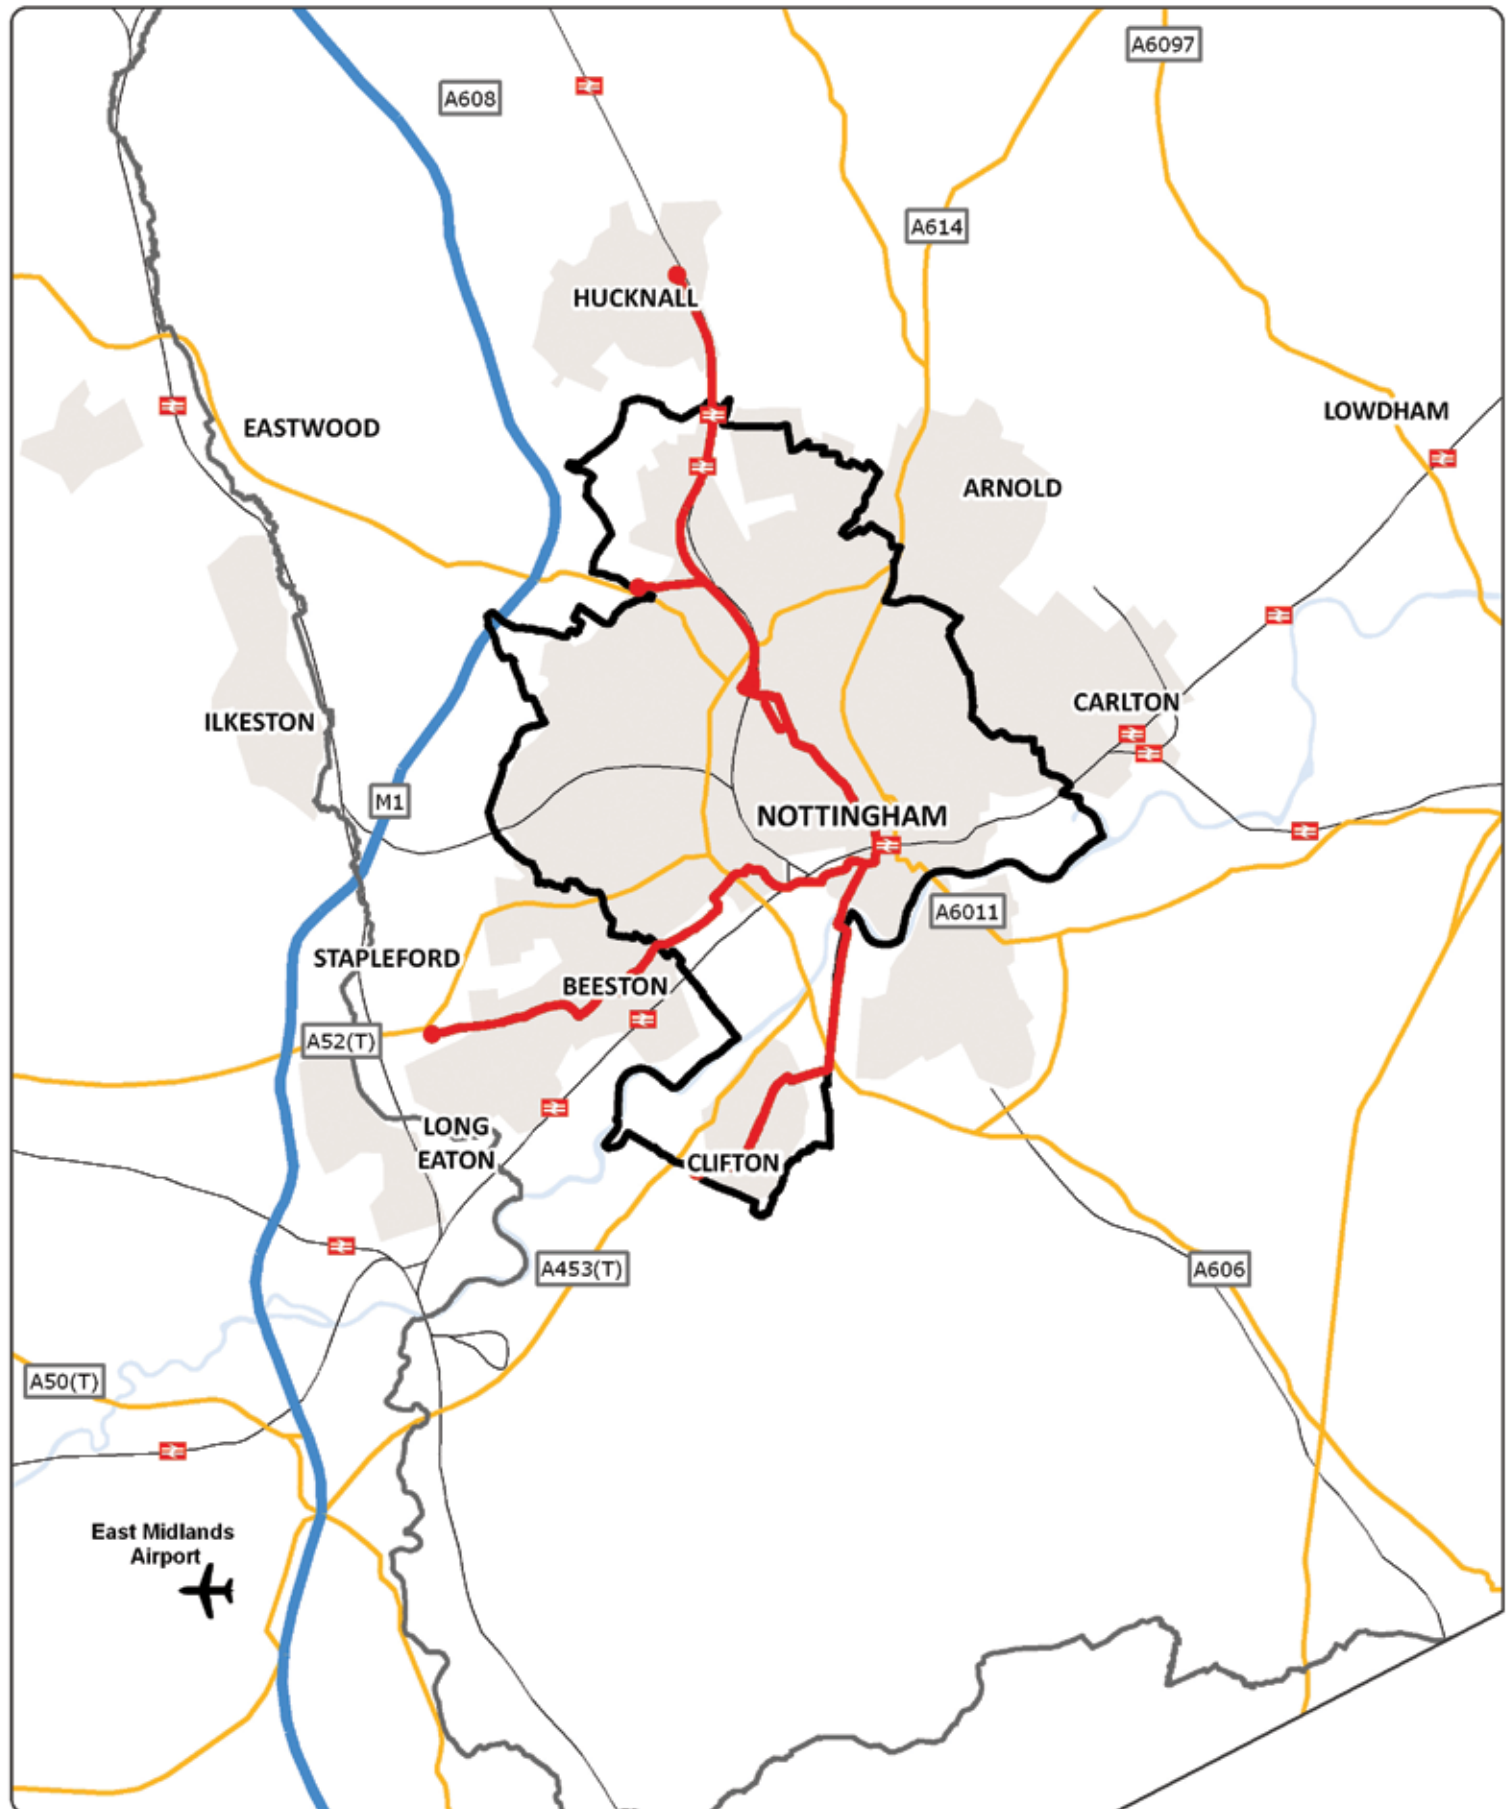 A6097
A608
A614
HUCKNALL
LOWDHAM
EASTWOOD
ARNOLD
CARLTON
ILKESTON
M1
NOTTINGHAM
A6011
STAPLEFORD
BEESTON
A52(T)
LONG
EATON
CLIFTON
A453(T)
A606
A50(T)
East Midlands
Airport